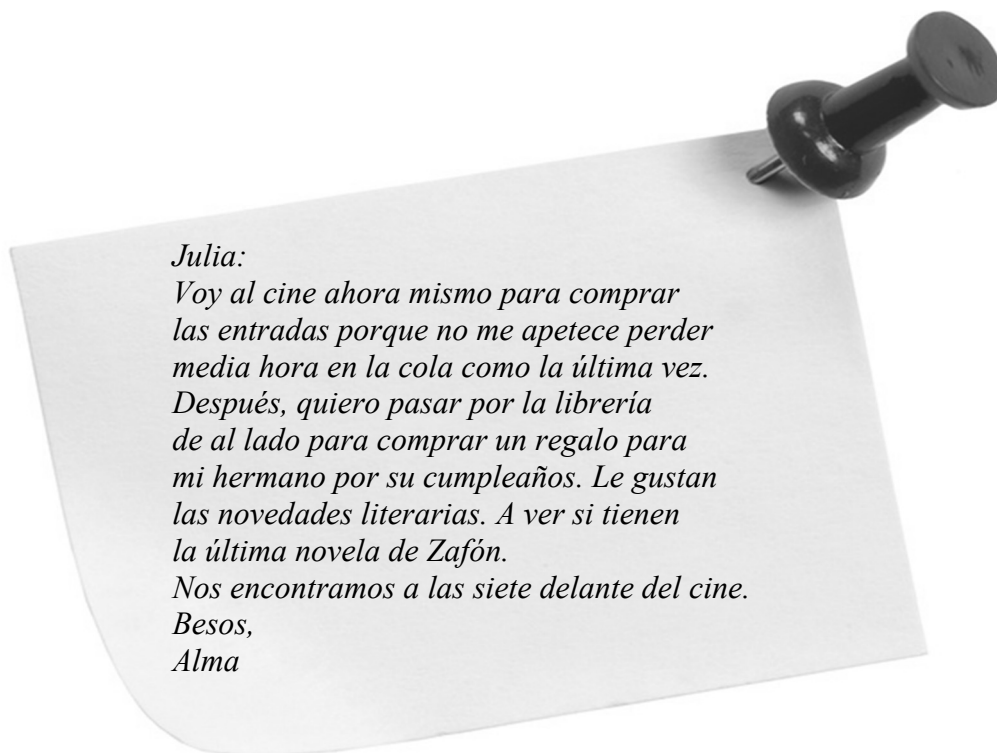 Julia:
Voy al cine ahora mismo para comprar
las entradas porque no me apetece perder
media hora en la cola como la última vez.
Después, quiero pasar por la librería
de al lado para comprar un regalo para
mi hermano por su cumpleaños. Le gustan
las novedades literarias. A ver si tienen
la última novela de Zafón.
Nos encontramos a las siete delante del cine.
Besos,
Alma